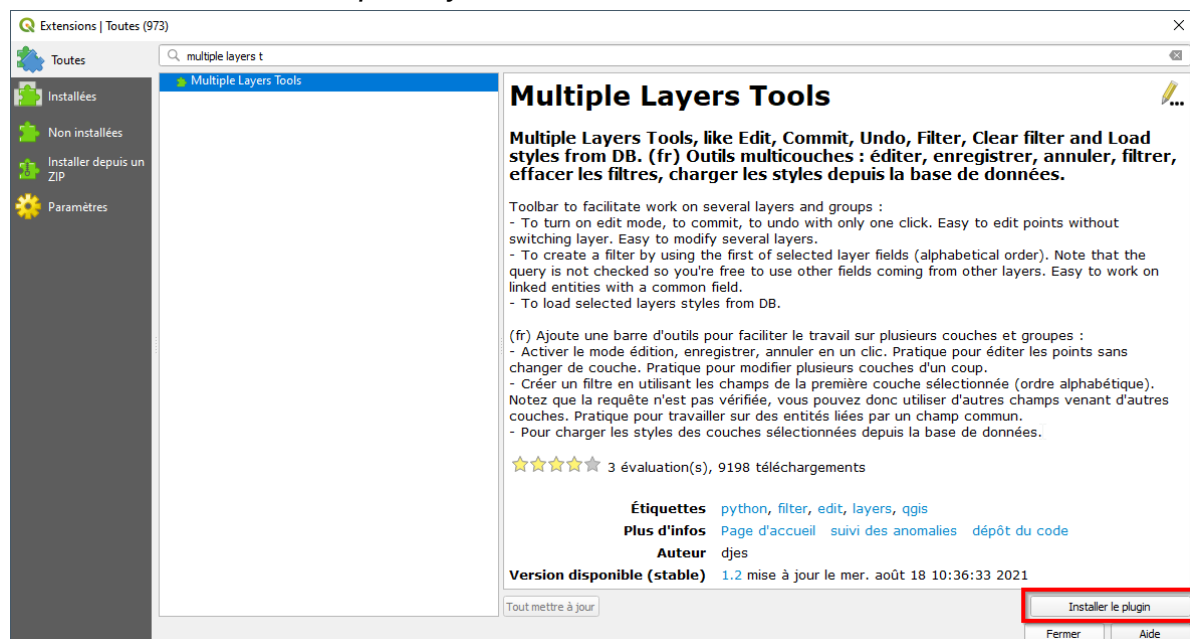 Extensions | Toutes (973)
multiple layers t
Toutes
Installées
Non installées
Installer depuis un
ZIP
Paramètres
Multiple Layers Tools
Multiple Layers Tools
Multiple Layers Tools, like Edit, Commit, Undo, Filter, Clear filter and Load
styles from DB. (fr) Outils multicouches : éditer, enregistrer, annuler, filtrer,
effacer les filtres, charger les styles depuis la base de données.
Toolbar to facilitate work on several layers and groups :
- To turn on edit mode, to commit, to undo with only one click. Easy to edit points without
switching layer. Easy to modify several layers.
- To create a filter by using the first of selected layer fields (alphabetical order). Note that the
query is not checked so you're free to use other fields coming from other layers. Easy to work on
linked entities with a common field.
- To load selected layers styles from DB.
(fr) Ajoute une barre d'outils pour faciliter le travail sur plusieurs couches et groupes :
- Activer le mode édition, enregistrer, annuler en un clic. Pratique pour éditer les points sans
changer de couche. Pratique pour modifier plusieurs couches d'un coup.
- Créer un filtre en utilisant les champs de la première couche sélectionnée (ordre alphabétique).
Notez que la requête n'est pas vérifiée, vous pouvez donc utiliser d'autres champs venant d'autres
couches. Pratique pour travailler sur des entités liées par un champ commun.
- Pour charger les styles des couches sélectionnées depuis la base de données.
3 évaluation(s), 9198 téléchargements
Étiquettes python, filter, edit, layers, qgis
Plus d'infos Page d'accueil suivi des anomalies dépôt du code
Auteur djes
Version disponible (stable) 1.2 mise à jour le mer. août 18 10:36:33 2021
Tout mettre à jour
Installer le plugin
Fermer
Aide